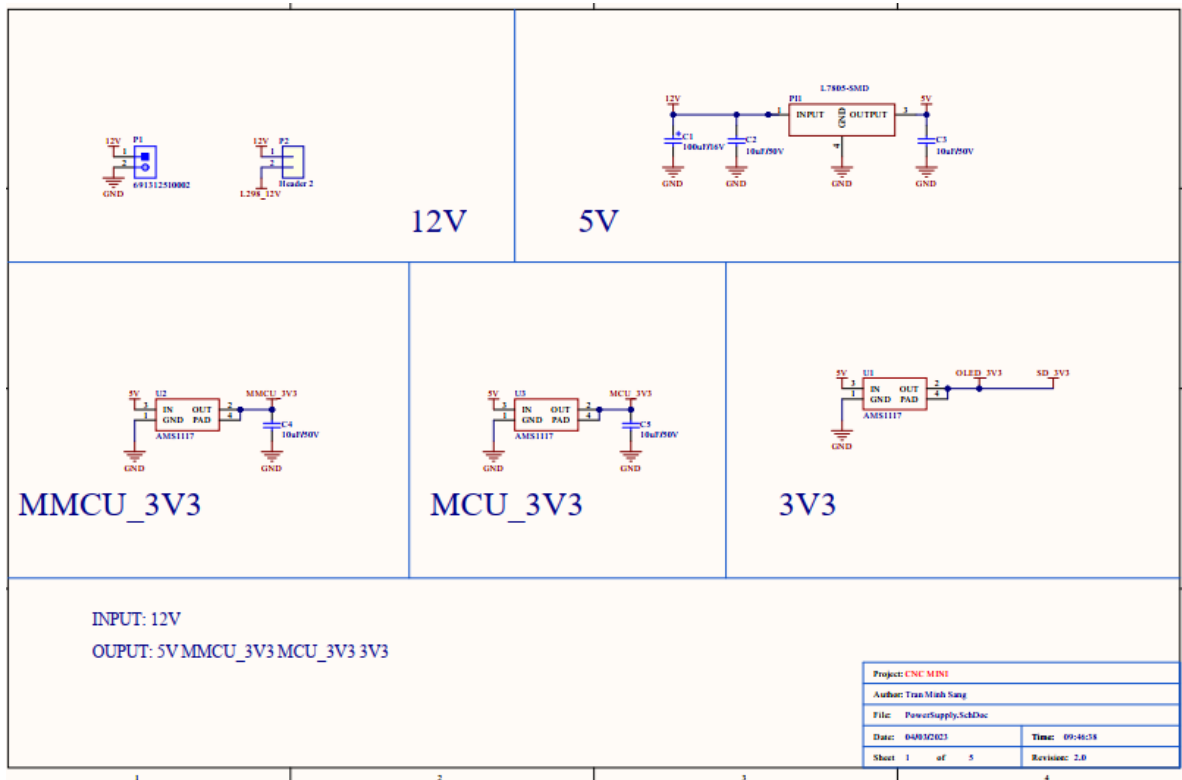 12V P1
1
2
691312510002
GND
12V P2
1
2
Header 2
L298_12V
12V
L7805-SMD
12V
PI1
1 INPUT GND OUTPUT 3
4
5V
C1
100uF/16V
C2
10uF/50V
C3
10uF/50V
GND
GND
GND
GND
5V
5V U2
3 IN OUT 2
1 GND PAD 4
AMS1117
MMCU_3V3
C4
10uF/50V
GND
GND
MMCU_3V3
5V U3
3 IN OUT 2
1 GND PAD 4
AMS1117
MCU_3V3
C5
10uF/50V
GND
GND
MCU_3V3
5V U1
3 IN OUT 2
1 GND PAD 4
AMS1117
OLED_3V3
SD_3V3
GND
3V3
INPUT: 12V
OUPUT: 5V MMCU_3V3 MCU_3V3 3V3
Project: CNC MINI
Author: Tran Minh Sang
File: PowerSupply.SchDoc
Date: 04/03/2023 Time: 09:46:38
Sheet 1 of 5 Revision: 2.0
1 2 3 4